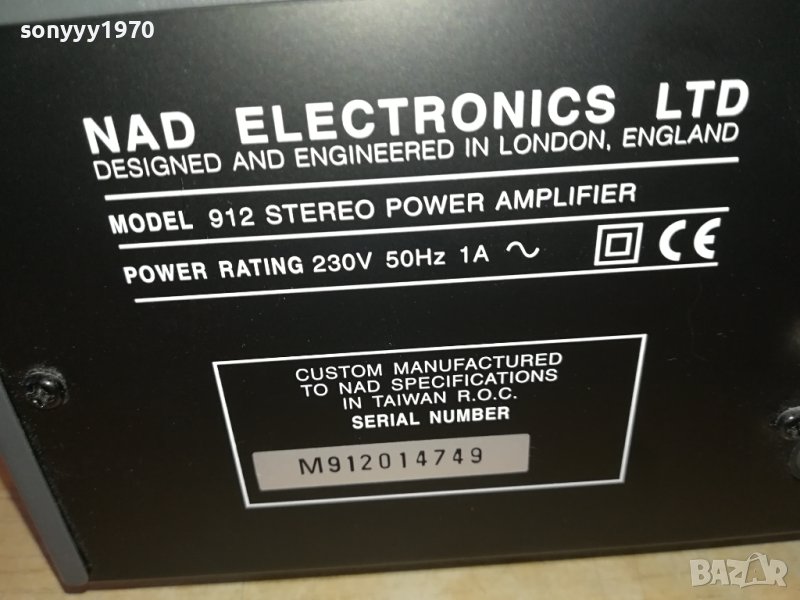 sonyyy1970
NAD ELECTRONICS LTD
DESIGNED AND ENGINEERED IN LONDON, ENGLAND
MODEL 912 STEREO POWER AMPLIFIER
POWER RATING 230V 50Hz 1A ~ CE
CUSTOM MANUFACTURED
TO NAD SPECIFICATIONS
IN TAIWAN R.O.C.
SERIAL NUMBER
M912014749
BAZAR